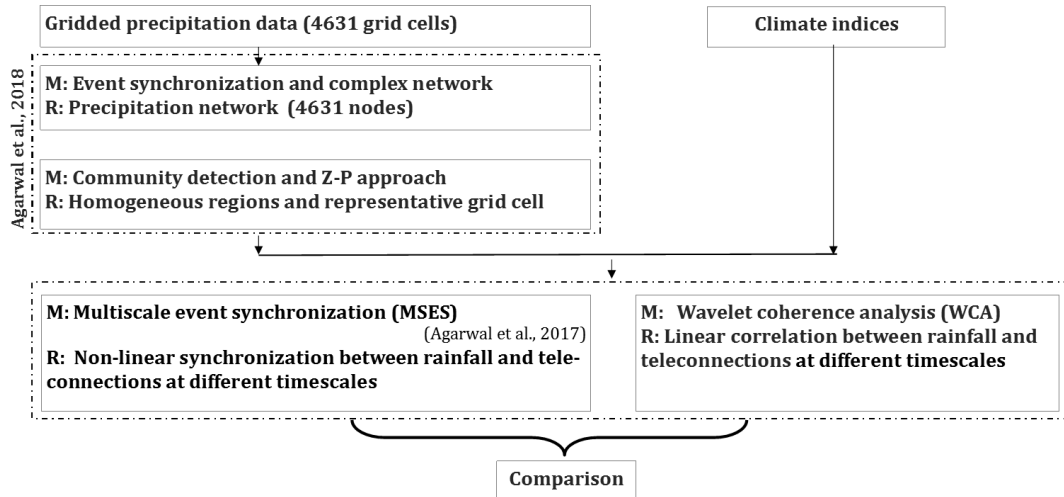 Gridded precipitation data (4631 grid cells)
Climate indices
Agarwal et al., 2018
M: Event synchronization and complex network
R: Precipitation network (4631 nodes)
M: Community detection and Z-P approach
R: Homogeneous regions and representative grid cell
M: Multiscale event synchronization (MSES)
(Agarwal et al., 2017)
R: Non-linear synchronization between rainfall and tele-
connections at different timescales
M: Wavelet coherence analysis (WCA)
R: Linear correlation between rainfall and
teleconnections at different timescales
Comparison